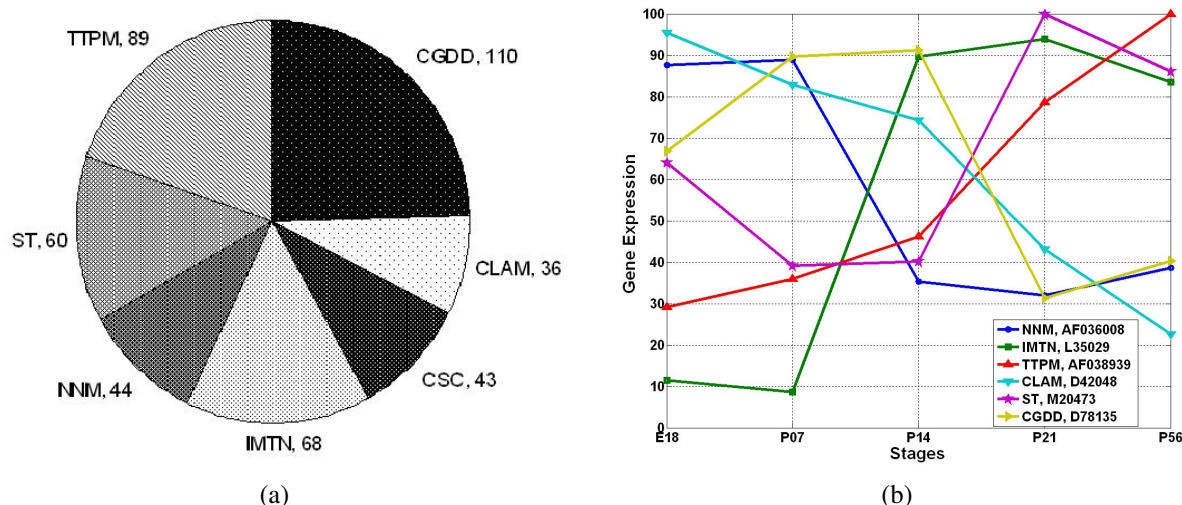 TTPM, 89
CGDD, 110
ST, 60
CLAM, 36
NNM, 44
CSC, 43
IMTN, 68
(a)
100
90
80
70
60
50
40
30
20
10
0
Gene Expression
NNM, AF036008
IMTN, L35029
TTPM, AF038939
CLAM, D42048
ST, M20473
CGDD, D78135
E18 P07 P14 P21 P56
Stages
(b)